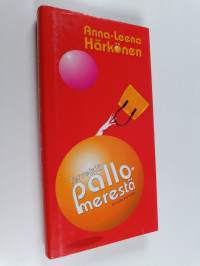 Anna-Leena
Härkönen
pallo-
merestä